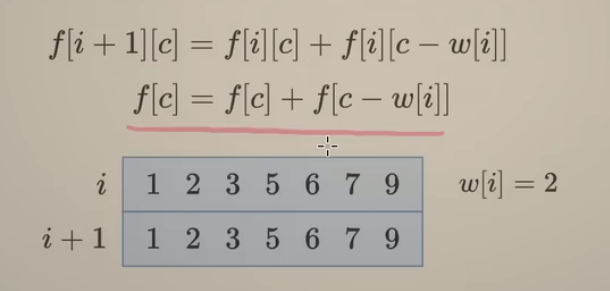 f[i + 1][c] = f[i][c] + f[i][c − w[i]]
f[c] = f[c] + f[c − w[i]]
i 1 2 3 5 6 7 9 w[i] = 2
i + 1 1 2 3 5 6 7 9